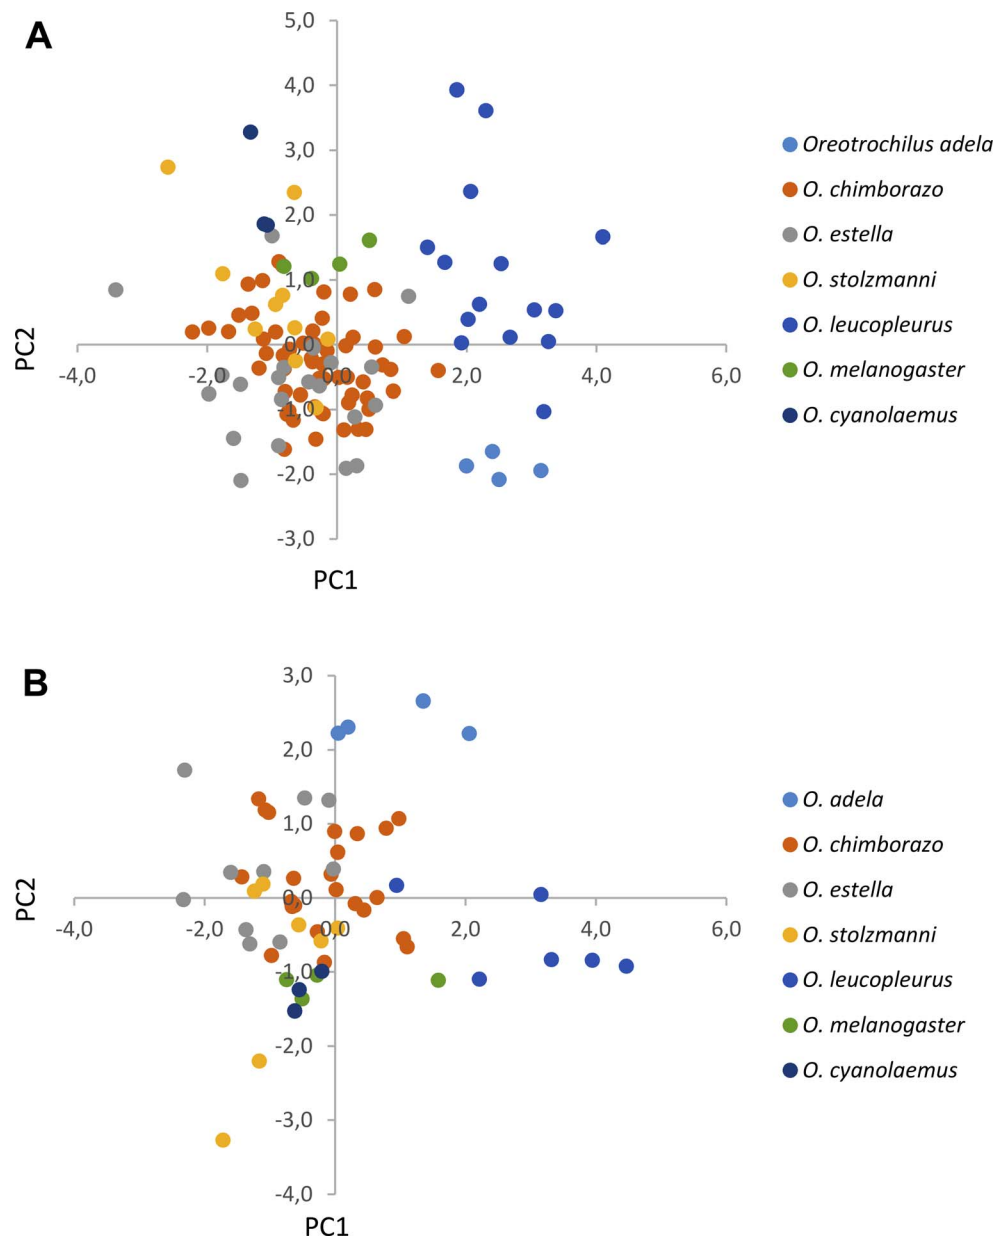 A
5,0
4,0
3,0
2,0
1,0
0,0
-1,0
-2,0
-3,0
-4,0 -2,0 0,0 2,0 4,0 6,0
PC2
PC1
Oreotrochilus adela
O. chimborazo
O. estella
O. stolzmanni
O. leucopleurus
O. melanogaster
O. cyanolaemus
B
3,0
2,0
1,0
0,0
-1,0
-2,0
-3,0
-4,0
-4,0 -2,0 0,0 2,0 4,0 6,0
PC2
PC1
O. adela
O. chimborazo
O. estella
O. stolzmanni
O. leucopleurus
O. melanogaster
O. cyanolaemus